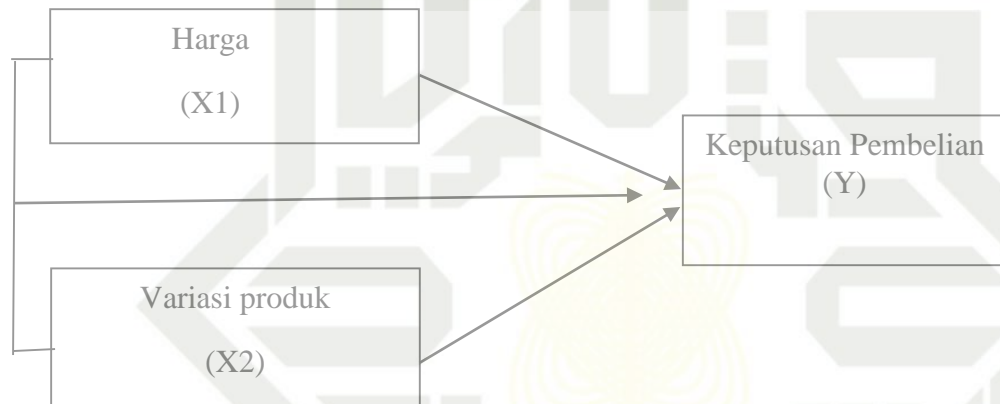 Harga
(X1)
Keputusan Pembelian
(Y)
Variasi produk
(X2)